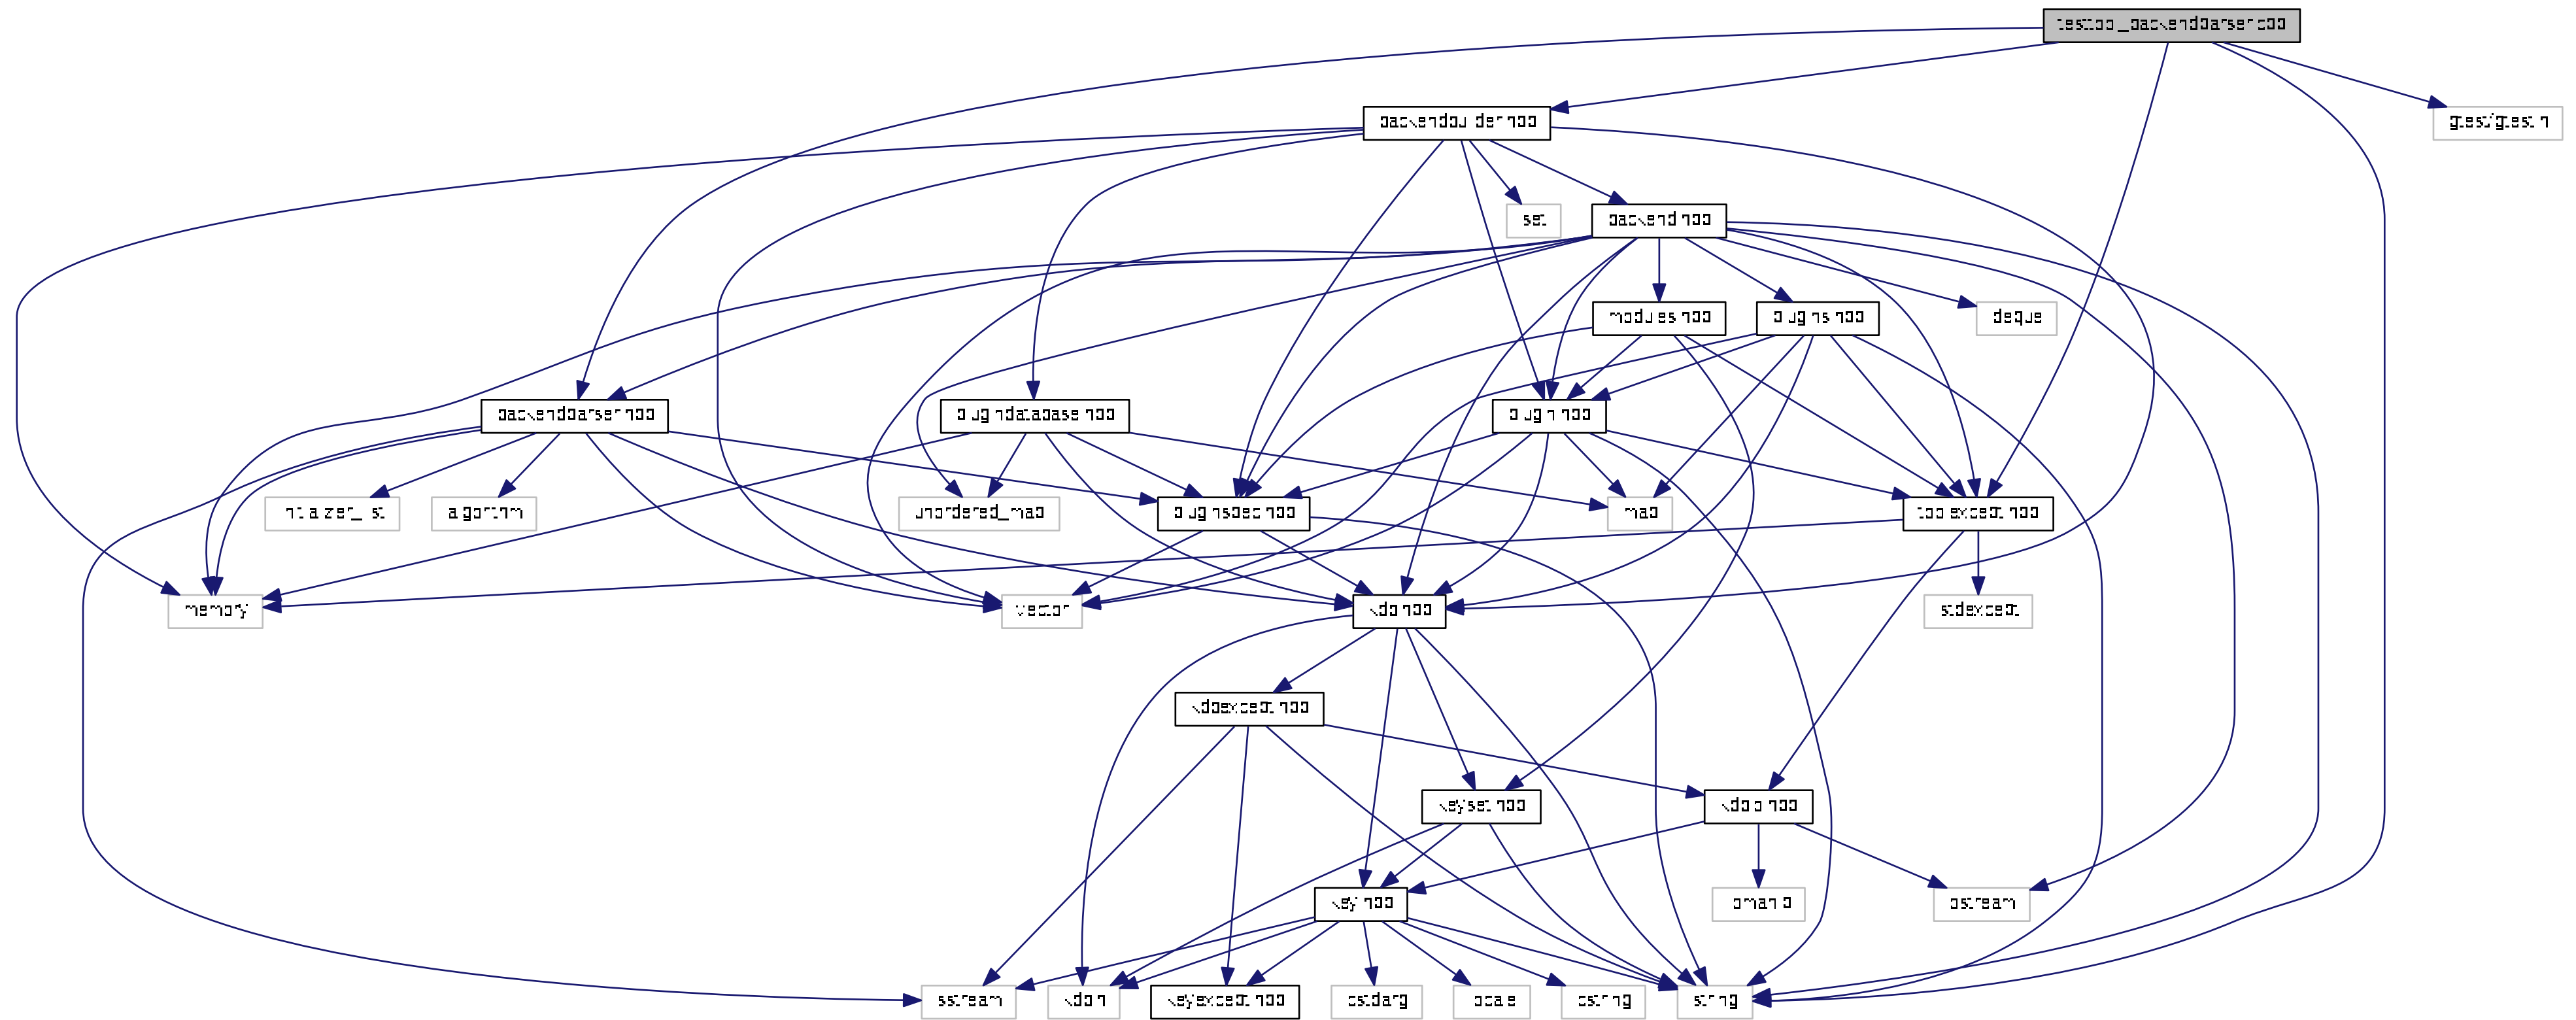 testtool_backendparser.cpp
backendbuilder.hpp
gtest/gtest.h
set
backend.hpp
modules.hpp
plugins.hpp
deque
backendparser.hpp
plugindatabase.hpp
plugin.hpp
initializer_list
algorithm
unordered_map
pluginspec.hpp
map
toolexcept.hpp
memory
vector
kdb.hpp
stdexcept
kdbexcept.hpp
keyset.hpp
kdbio.hpp
key.hpp
iomanip
ostream
sstream
kdb.h
keyexcept.hpp
cstdarg
locale
cstring
string